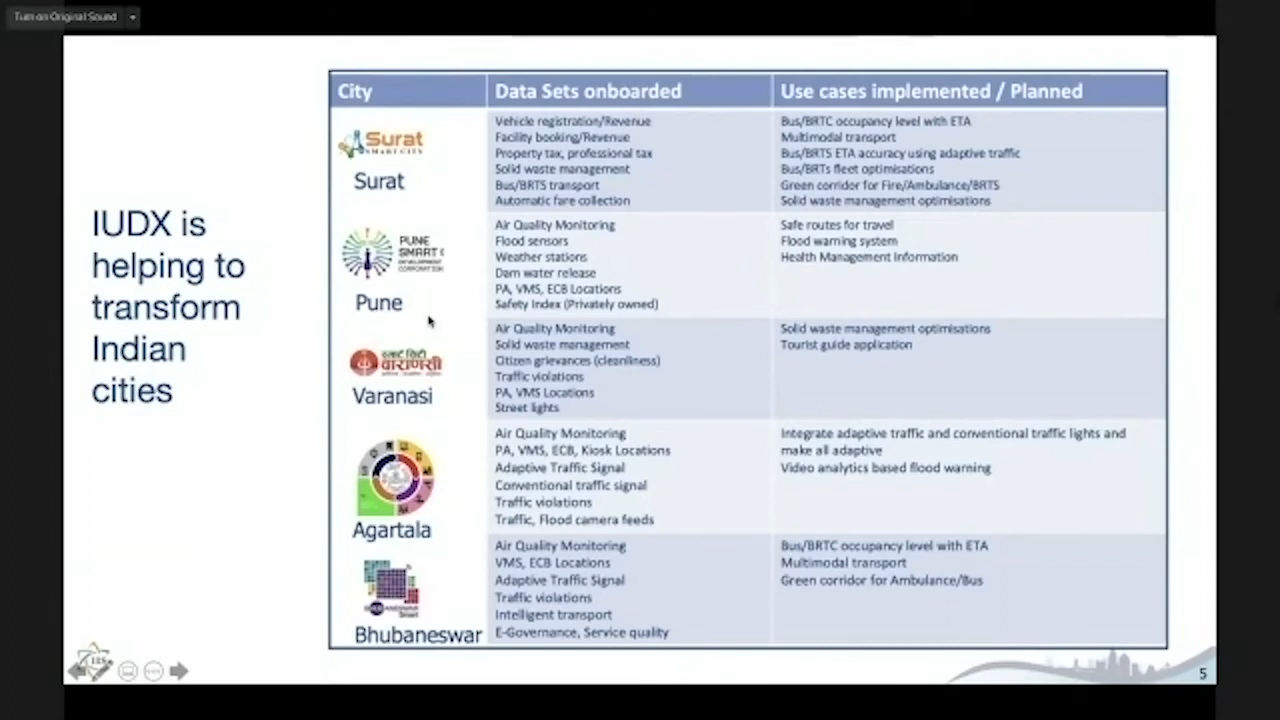 Turn on Original Sound
IUDX is
helping to
transform
Indian
cities
City
Data Sets onboarded
Use cases implemented / Planned
Surat
SMART CITY
Surat
Vehicle registration/Revenue
Facility booking/Revenue
Property tax, professional tax
Solid waste management
Bus/BRTS transport
Automatic fare collection
Bus/BRTC occupancy level with ETA
Multimodal transport
Bus/BRTS ETA accuracy using adaptive traffic
Bus/BRTs fleet optimisations
Green corridor for Fire/Ambulance/BRTS
Solid waste management optimisations
PUNE
SMART C
DEVELOPMENT
CORPORATION
Pune
Air Quality Monitoring
Flood sensors
Weather stations
Dam water release
PA, VMS, ECB Locations
Safety Index (Privately owned)
Safe routes for travel
Flood warning system
Health Management Information
स्मार्ट सिटी
वाराणसी
Varanasi
Air Quality Monitoring
Solid waste management
Citizen grievances (cleanliness)
Traffic violations
PA, VMS Locations
Street lights
Solid waste management optimisations
Tourist guide application
Agartala
Air Quality Monitoring
PA, VMS, ECB, Kiosk Locations
Adaptive Traffic Signal
Conventional traffic signal
Traffic violations
Traffic, Flood camera feeds
Integrate adaptive traffic and conventional traffic lights and
make all adaptive
Video analytics based flood warning
Bhubaneswar
Air Quality Monitoring
VMS, ECB Locations
Adaptive Traffic Signal
Traffic violations
Intelligent transport
E-Governance, Service quality
Bus/BRTC occupancy level with ETA
Multimodal transport
Green corridor for Ambulance/Bus
5